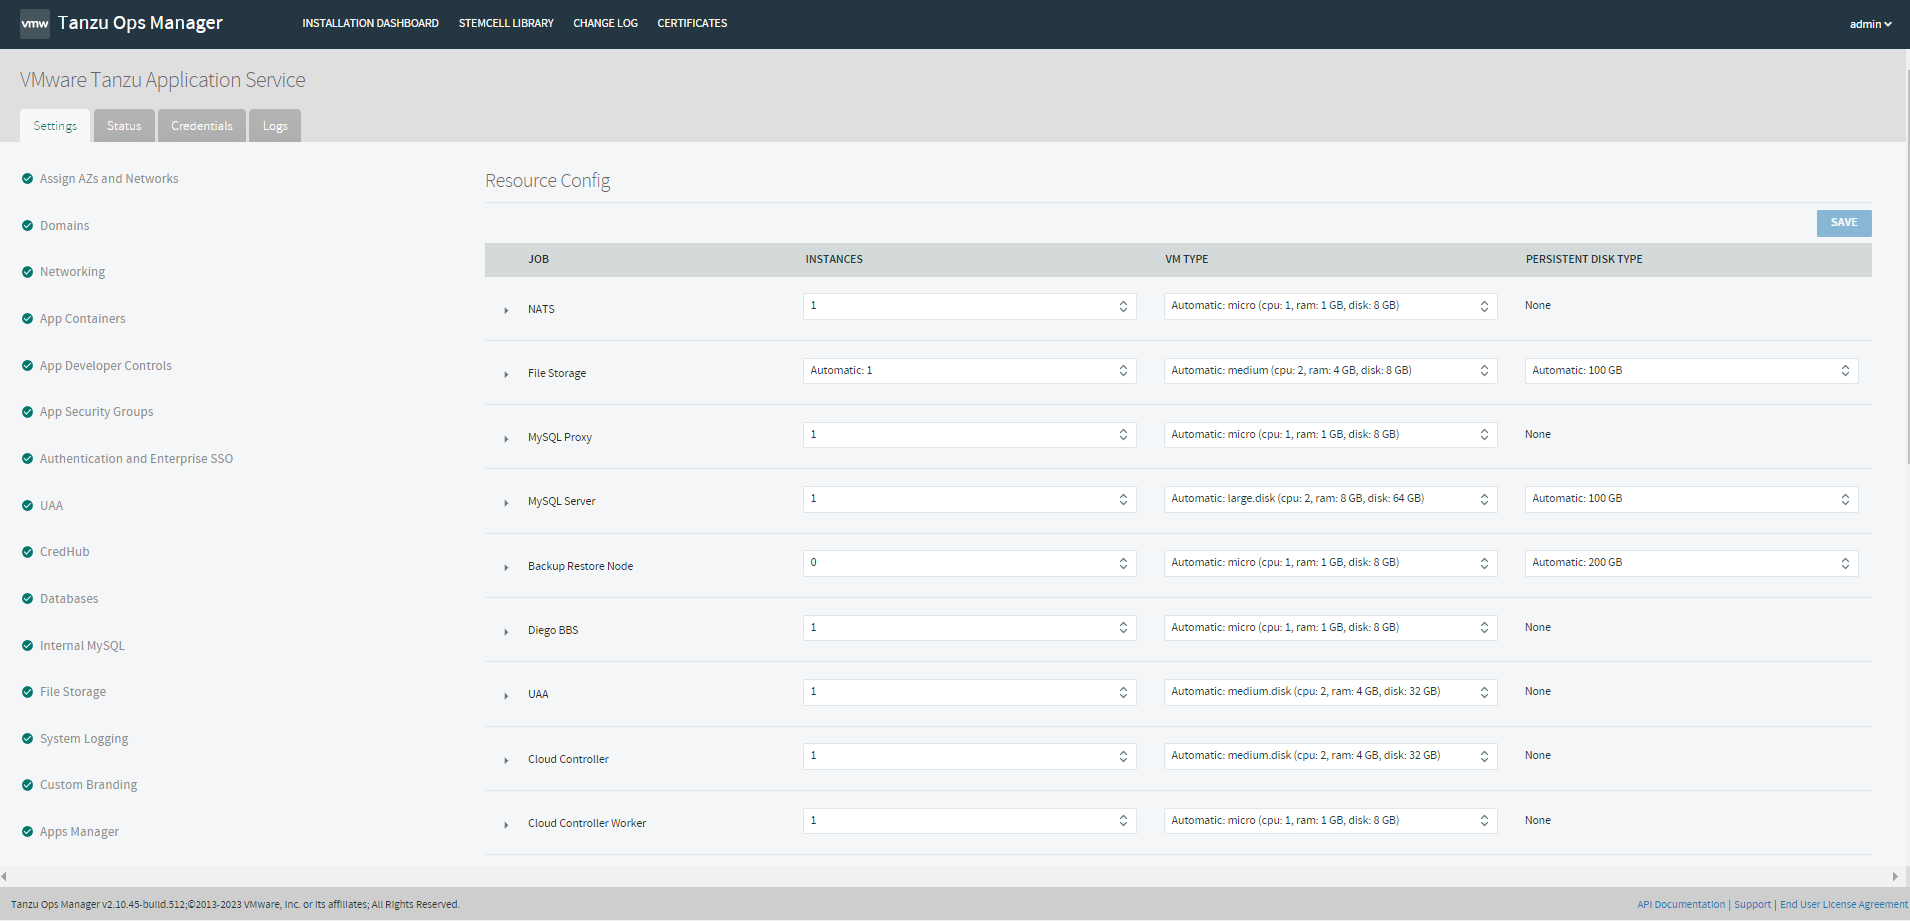 vmw Tanzu Ops Manager INSTALLATION DASHBOARD STEMCELL LIBRARY CHANGE LOG CERTIFICATES admin
VMware Tanzu Application Service
Settings Status Credentials Logs
Assign AZs and Networks
Domains
Networking
App Containers
App Developer Controls
App Security Groups
Authentication and Enterprise SSO
UAA
CredHub
Databases
Internal MySQL
File Storage
System Logging
Custom Branding
Apps Manager
Resource Config
SAVE
JOB INSTANCES VM TYPE PERSISTENT DISK TYPE
NATS 1 Automatic: micro (cpu: 1, ram: 1 GB, disk: 8 GB) None
File Storage Automatic: 1 Automatic: medium (cpu: 2, ram: 4 GB, disk: 8 GB) Automatic: 100 GB
MySQL Proxy 1 Automatic: micro (cpu: 1, ram: 1 GB, disk: 8 GB) None
MySQL Server 1 Automatic: large.disk (cpu: 2, ram: 8 GB, disk: 64 GB) Automatic: 100 GB
Backup Restore Node 0 Automatic: micro (cpu: 1, ram: 1 GB, disk: 8 GB) Automatic: 200 GB
Diego BBS 1 Automatic: micro (cpu: 1, ram: 1 GB, disk: 8 GB) None
UAA 1 Automatic: medium.disk (cpu: 2, ram: 4 GB, disk: 32 GB) None
Cloud Controller 1 Automatic: medium.disk (cpu: 2, ram: 4 GB, disk: 32 GB) None
Cloud Controller Worker 1 Automatic: micro (cpu: 1, ram: 1 GB, disk: 8 GB) None
Tanzu Ops Manager v2.10.45-build.512;©2013-2023 VMware, Inc. or its affiliates; All Rights Reserved. API Documentation | Support | End User License Agreement